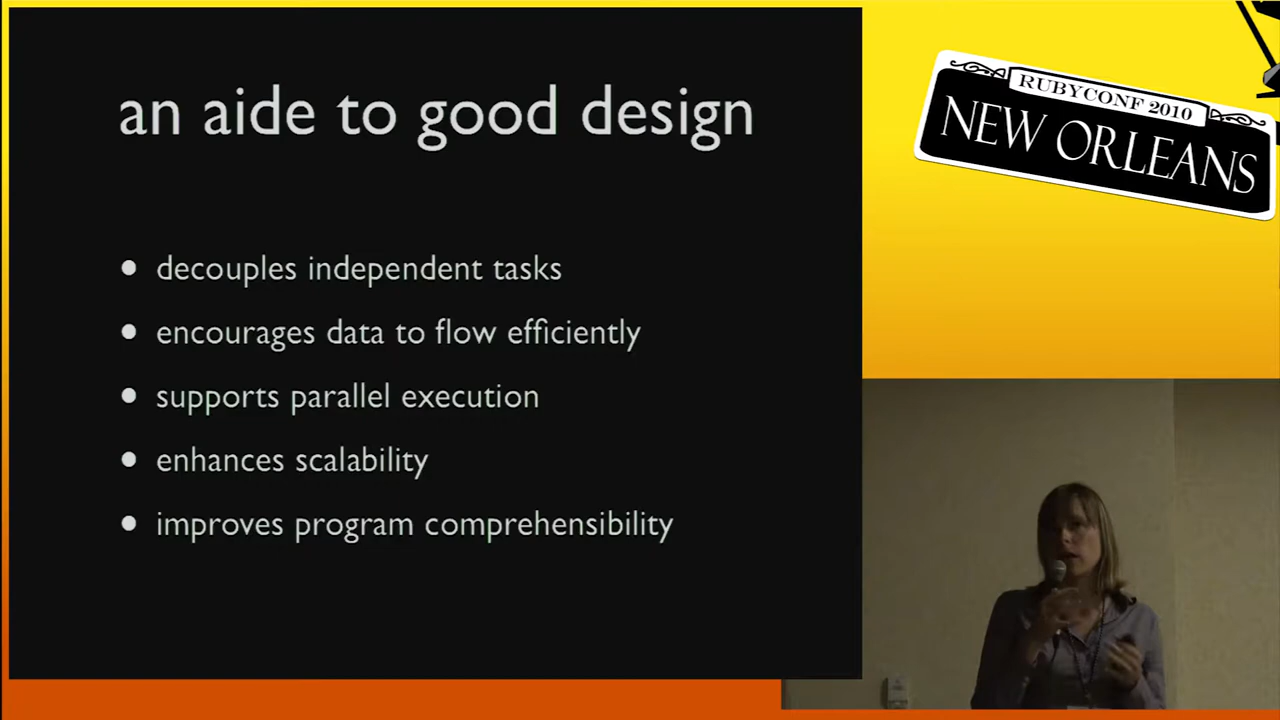 an aide to good design
• decouples independent tasks
• encourages data to flow efficiently
• supports parallel execution
• enhances scalability
• improves program comprehensibility
RUBYCONF 2010
NEW ORLEANS